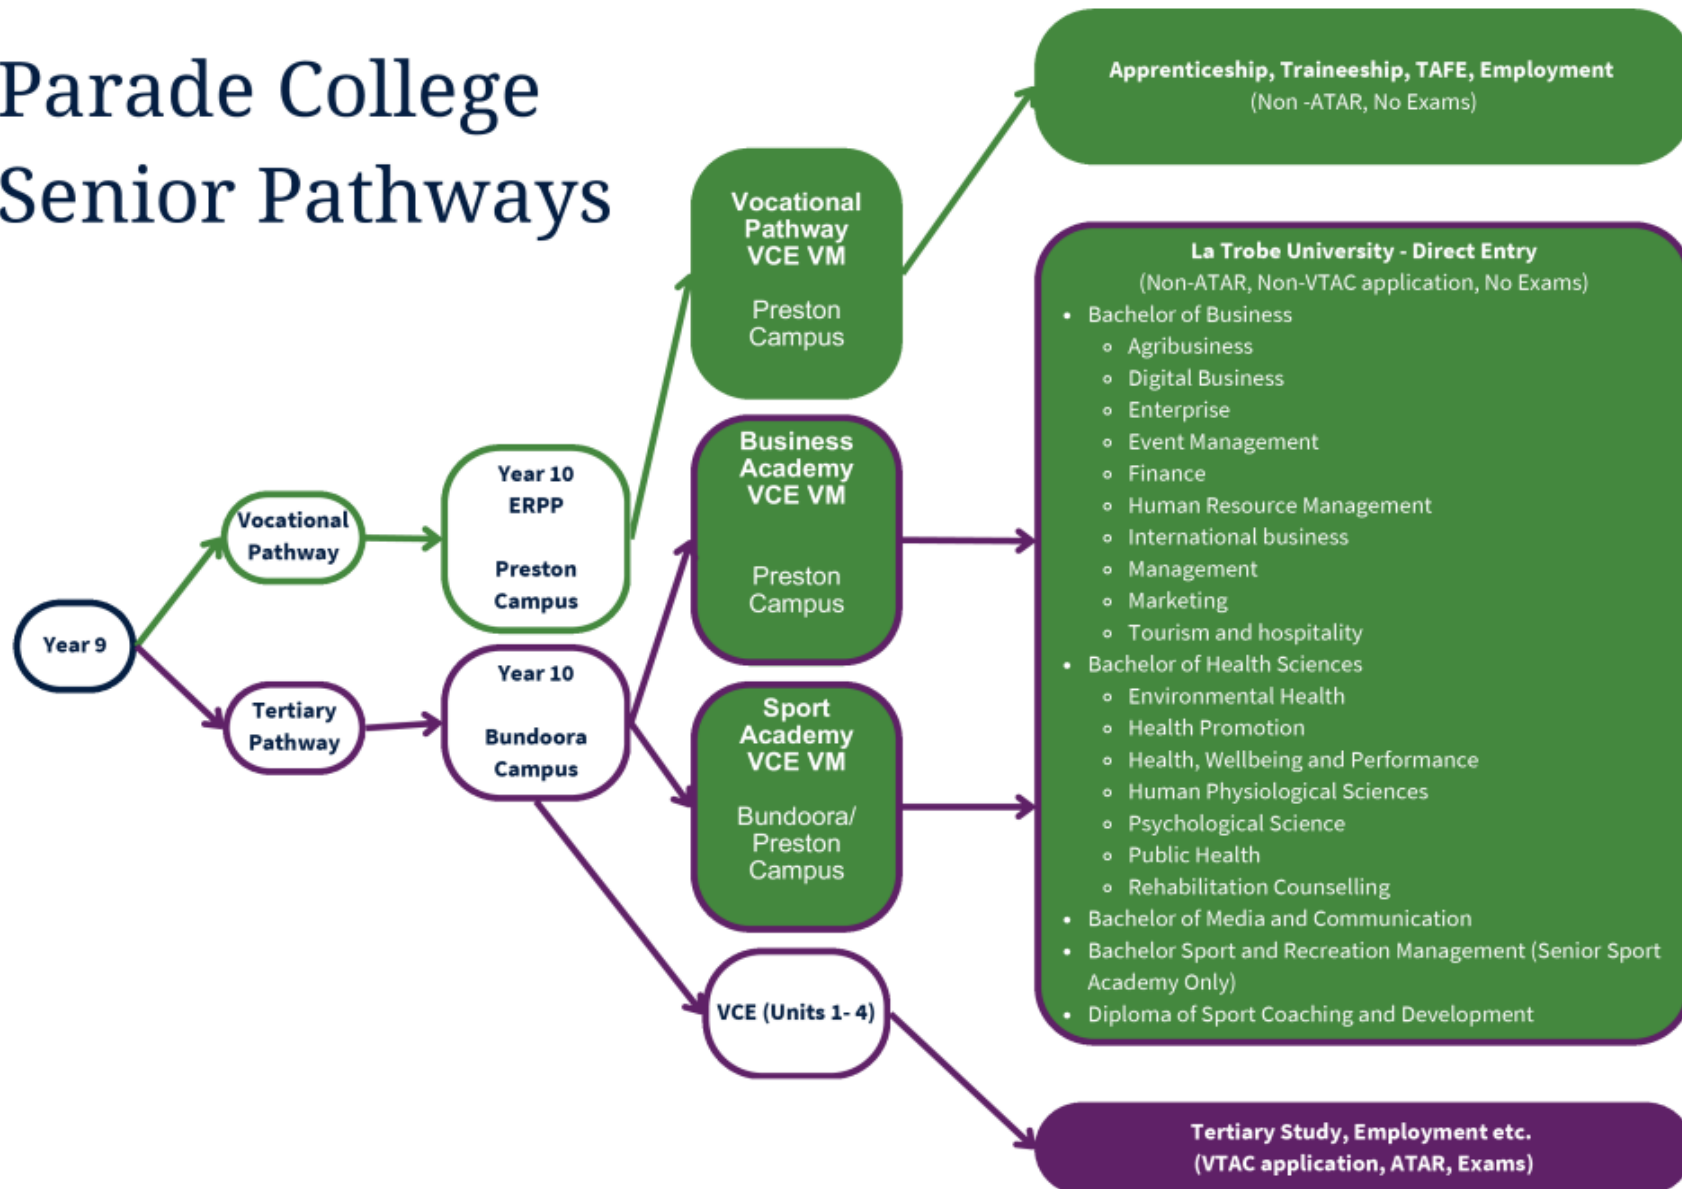 Parade College
Senior Pathways
Year 9
Vocational
Pathway
Tertiary
Pathway
Year 10
ERPP
Preston
Campus
Year 10
Bundoora
Campus
Vocational
Pathway
VCE VM
Preston
Campus
Business
Academy
VCE VM
Preston
Campus
Sport
Academy
VCE VM
Bundoora/
Preston
Campus
VCE (Units 1- 4)
Apprenticeship, Traineeship, TAFE, Employment
(Non -ATAR, No Exams)
La Trobe University - Direct Entry
(Non-ATAR, Non-VTAC application, No Exams)
• Bachelor of Business
◦ Agribusiness
◦ Digital Business
◦ Enterprise
◦ Event Management
◦ Finance
◦ Human Resource Management
◦ International business
◦ Management
◦ Marketing
◦ Tourism and hospitality
• Bachelor of Health Sciences
◦ Environmental Health
◦ Health Promotion
◦ Health, Wellbeing and Performance
◦ Human Physiological Sciences
◦ Psychological Science
◦ Public Health
◦ Rehabilitation Counselling
• Bachelor of Media and Communication
• Bachelor Sport and Recreation Management (Senior Sport
Academy Only)
• Diploma of Sport Coaching and Development
Tertiary Study, Employment etc.
(VTAC application, ATAR, Exams)